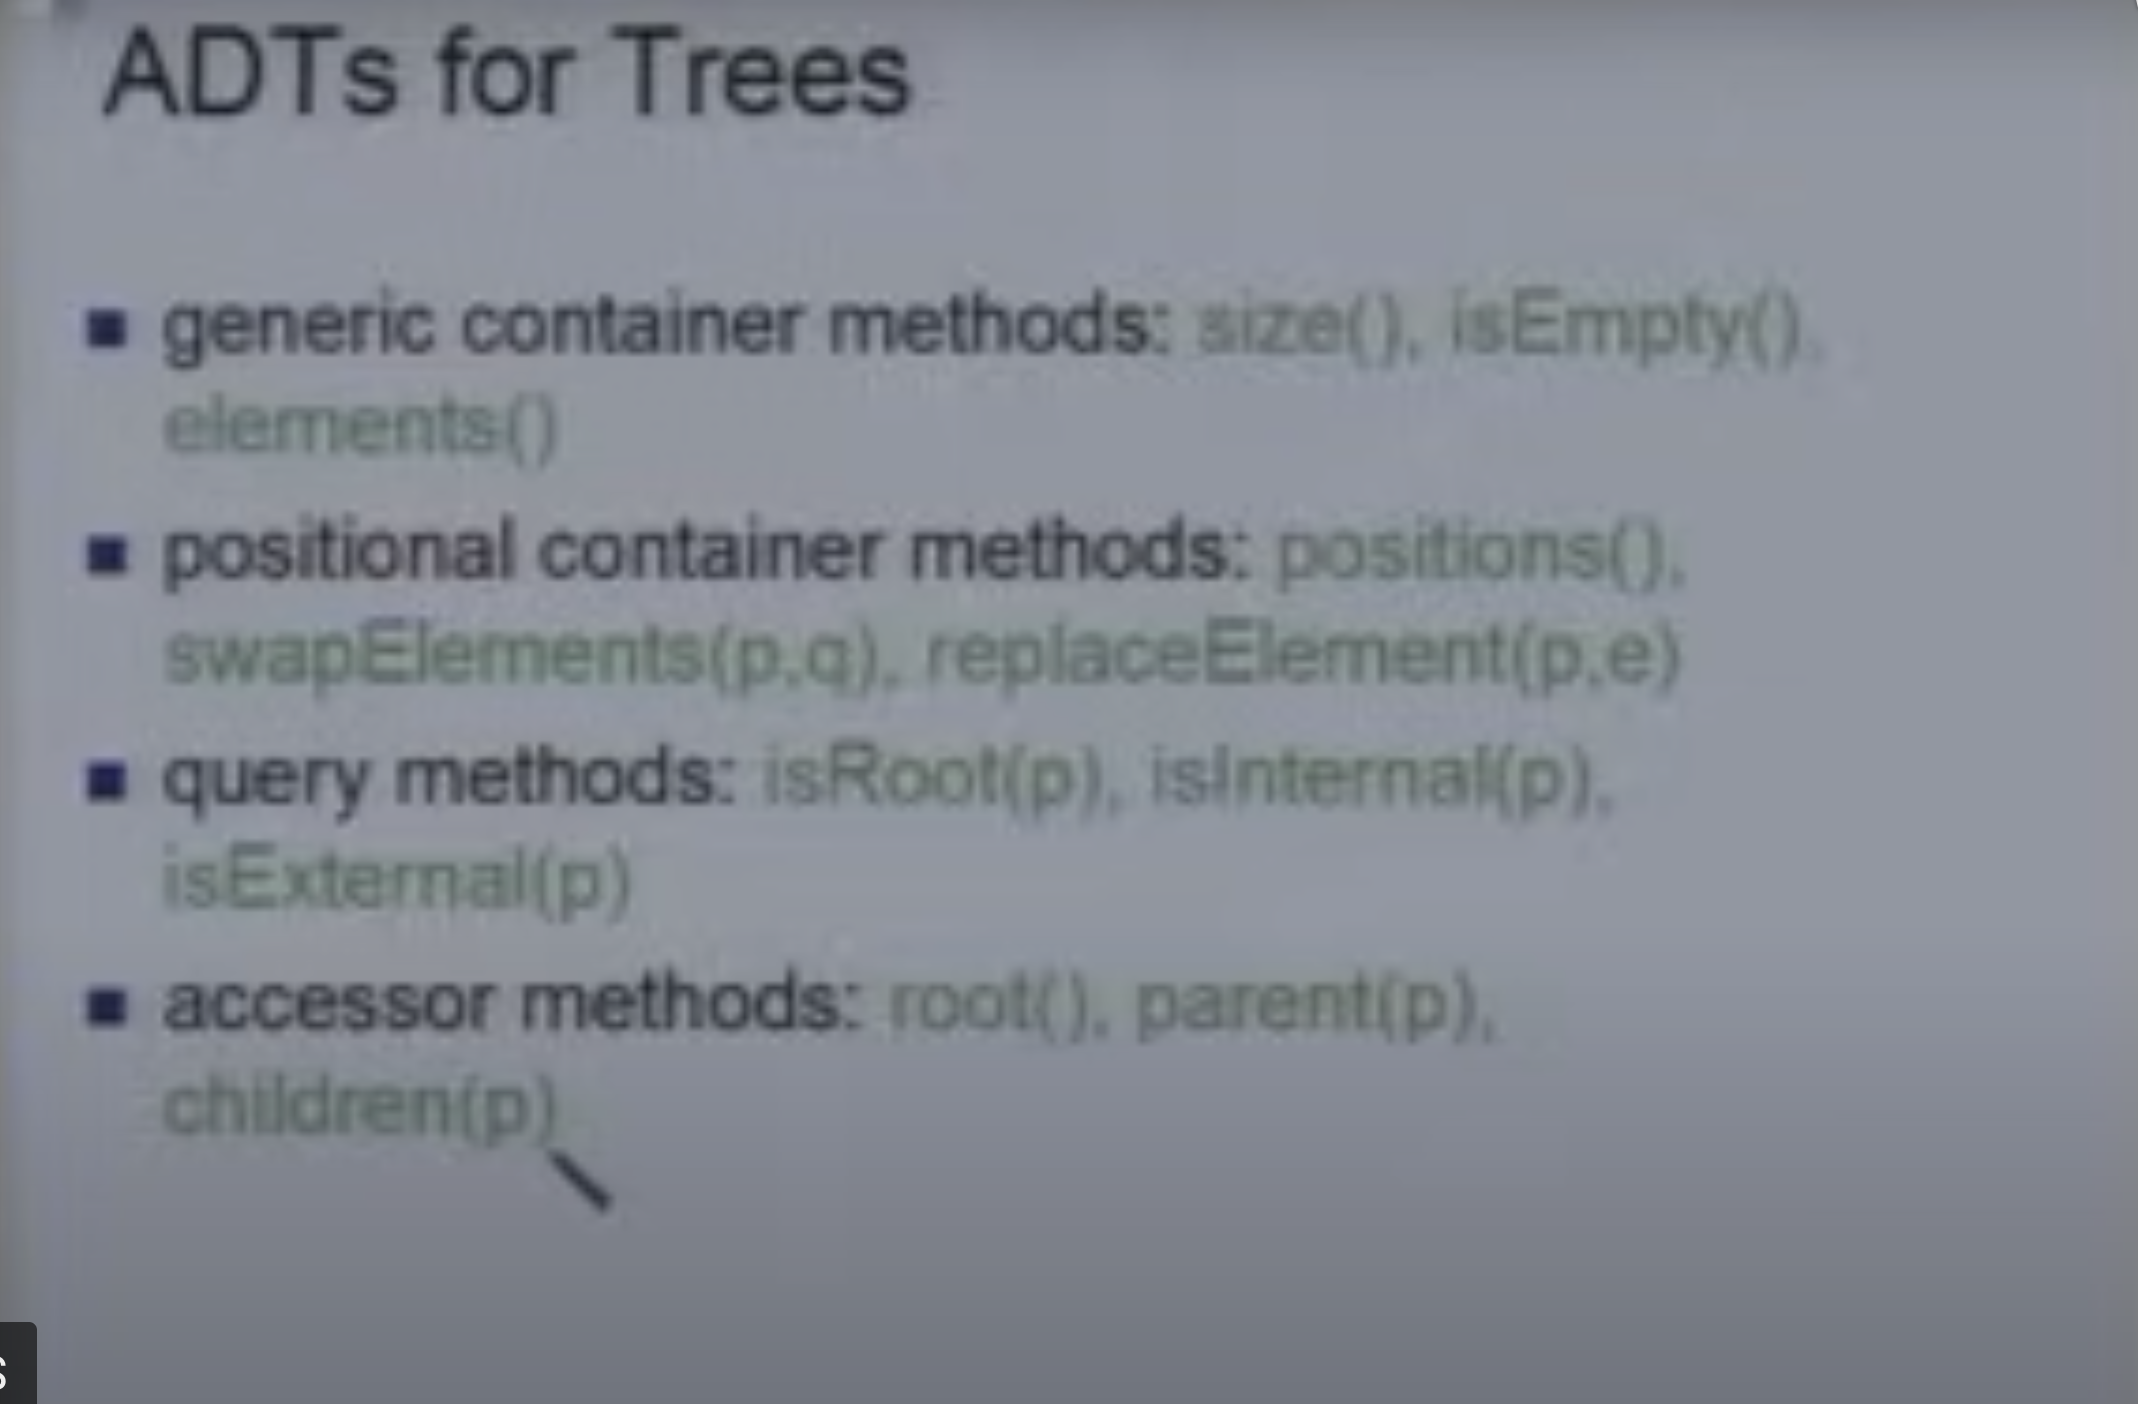 ADTs for Trees
generic container methods: size(), isEmpty(),
elements()
positional container methods: positions(),
swapElements(p,q), replaceElement(p,e)
query methods: isRoot(p), isInternal(p),
isExternal(p)
accessor methods: root(), parent(p),
children(p)
s